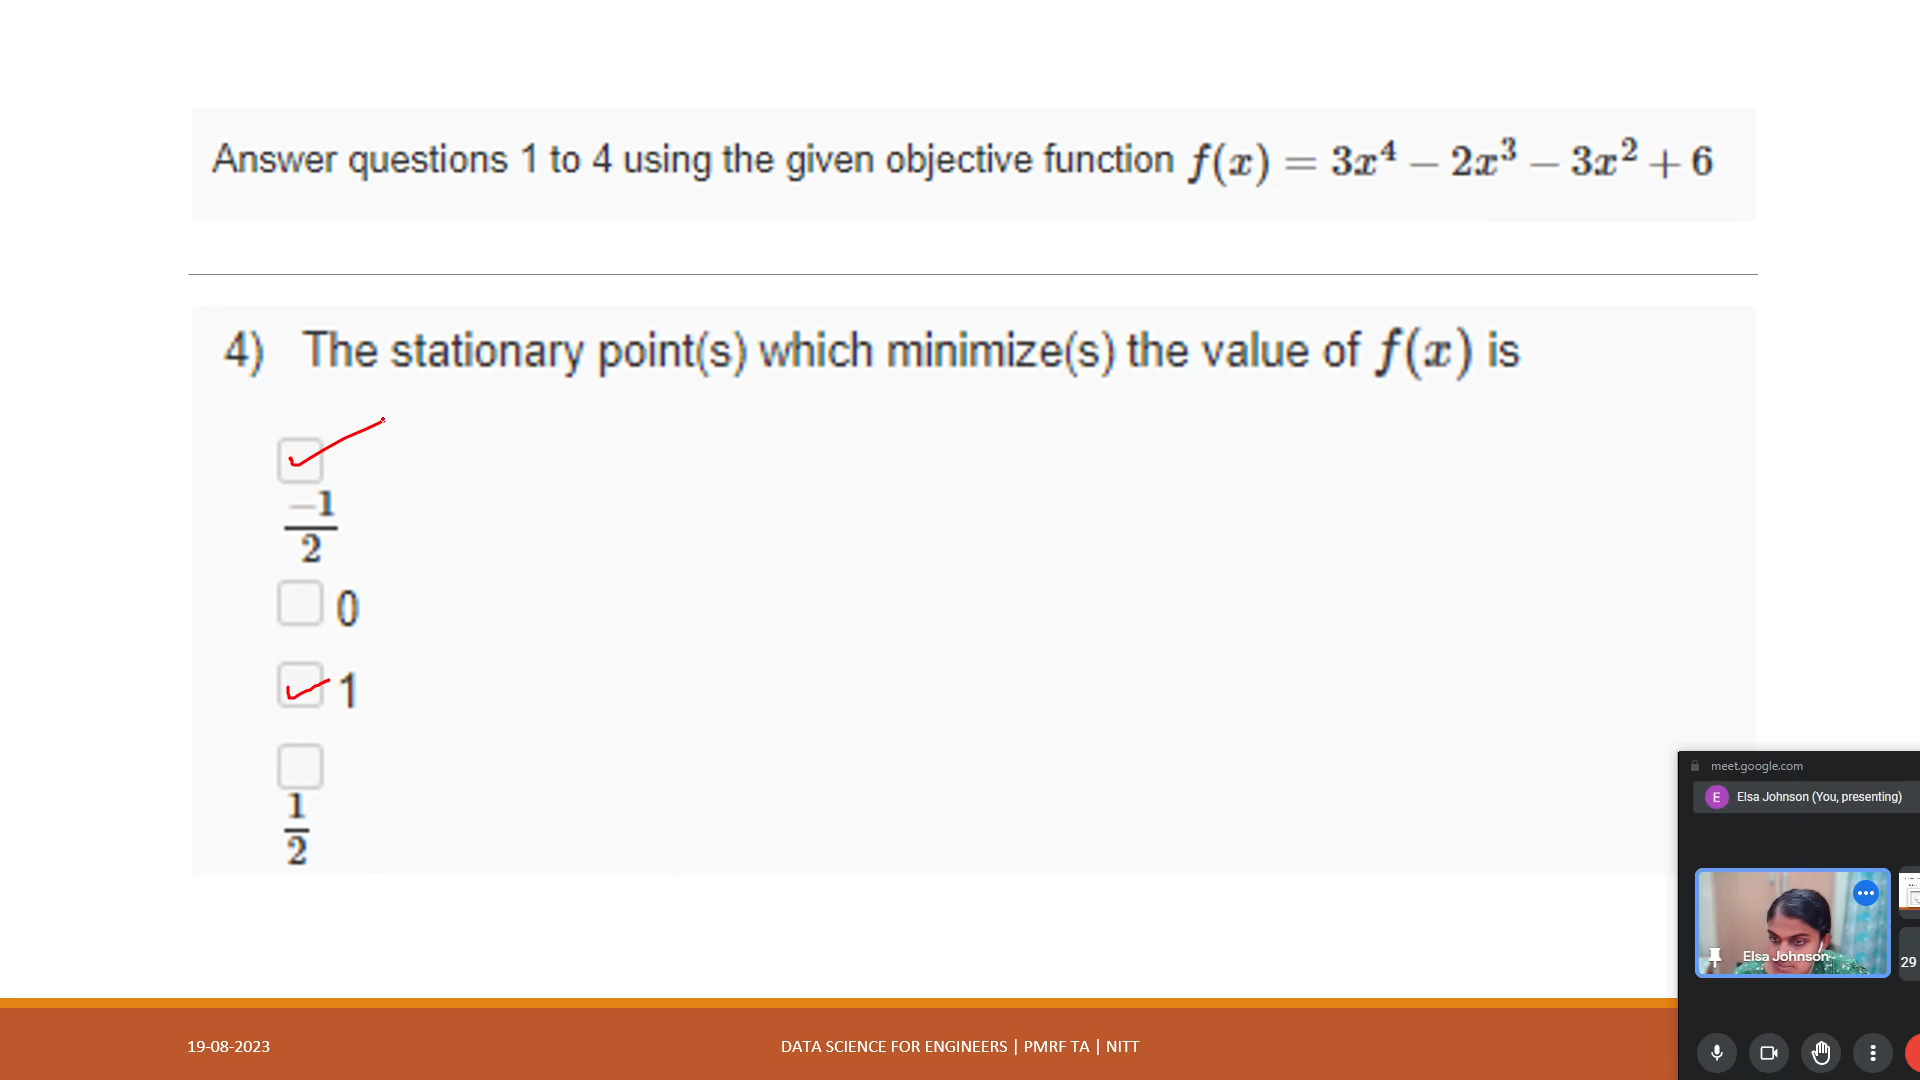 Answer questions 1 to 4 using the given objective function f(x) = 3x⁴ − 2x³ − 3x² + 6
4) The stationary point(s) which minimize(s) the value of f(x) is
−1
2
0
1
1
2
meet.google.com
E Elsa Johnson (You, presenting)
Elsa Johnson
29
19-08-2023
DATA SCIENCE FOR ENGINEERS | PMRF TA | NITT